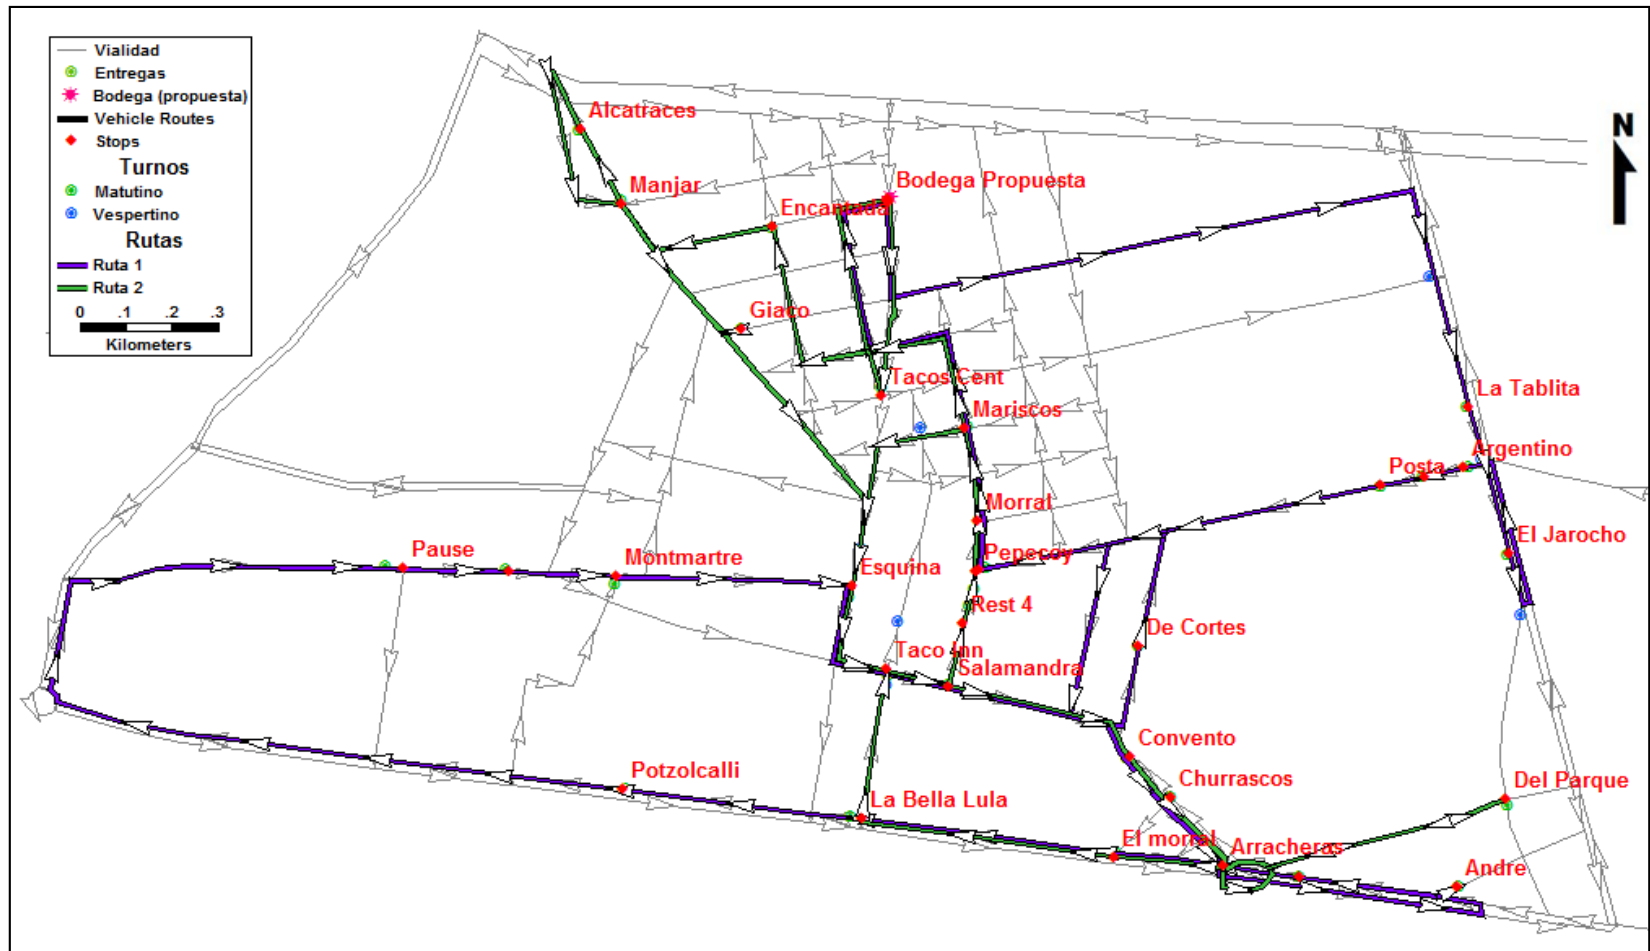 Vialidad
Entregas
Bodega (propuesta)
Vehicle Routes
Stops
Turnos
Matutino
Vespertino
Rutas
Ruta 1
Ruta 2
0 .1 .2 .3
Kilometers
N
Alcatraces
Manjar
Bodega Propuesta
Encantada
Giaco
Tacos Cent
Mariscos
La Tablita
Argentino
Posta
Morral
El Jarocho
Pepecoy
Pause
Montmartre
Esquina
Rest 4
De Cortes
Taco Inn
Salamandra
Convento
Churrascos
Potzolcalli
Del Parque
La Bella Lula
El morral
Arracheras
Andre